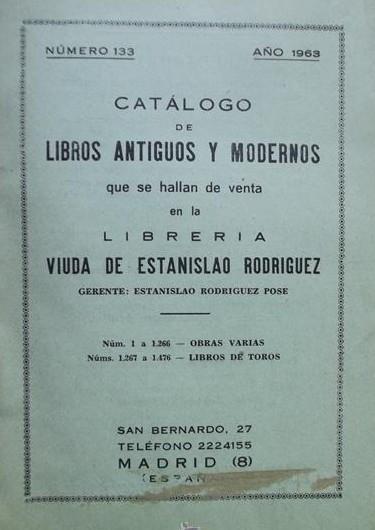 NÚMERO 133
AÑO 1963
CATÁLOGO
DE
LIBROS ANTIGUOS Y MODERNOS
que se hallan de venta
en la
LIBRERIA
VIUDA DE ESTANISLAO RODRIGUEZ
GERENTE: ESTANISLAO RODRIGUEZ POSE
Núm. 1 a 1.266 — OBRAS VARIAS
Núms. 1.267 a 1.476 — LIBROS DE TOROS
SAN BERNARDO, 27
TELÉFONO 2224155
MADRID (8)